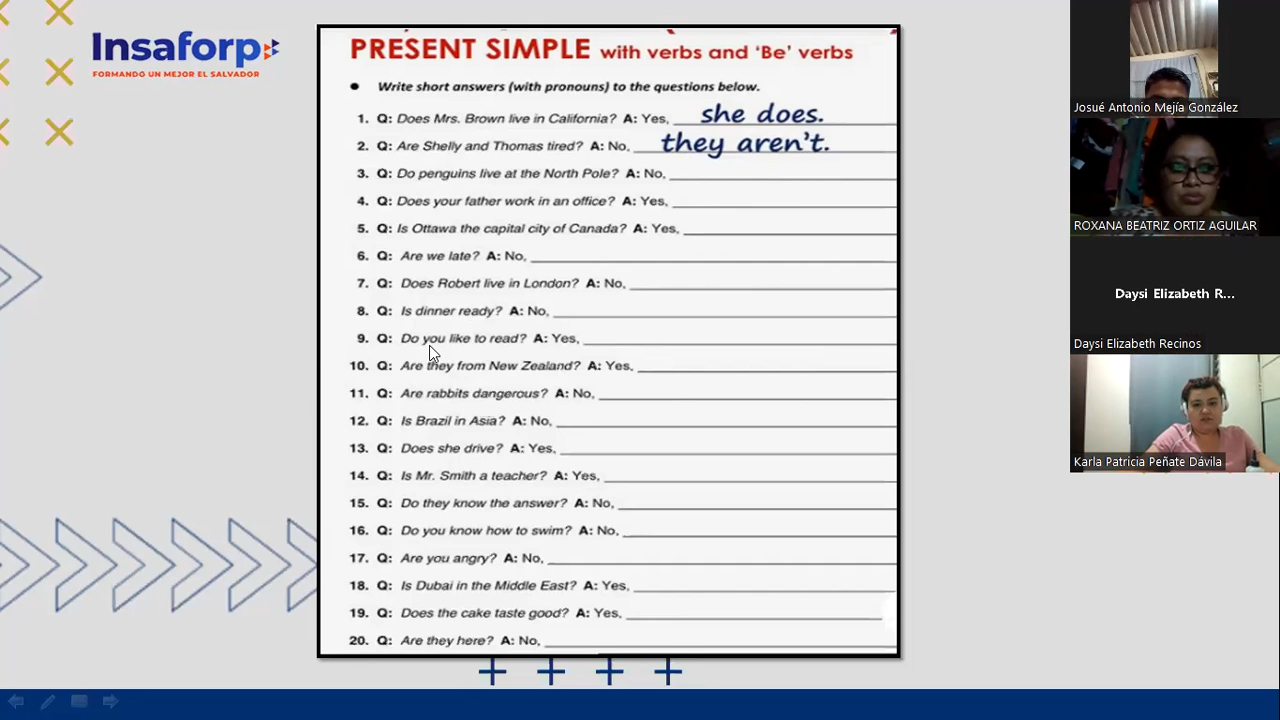 Insaforp
FORMANDO UN MEJOR EL SALVADOR
PRESENT SIMPLE with verbs and ‘Be’ verbs
● Write short answers (with pronouns) to the questions below.
1. Q: Does Mrs. Brown live in California? A: Yes, she does.
2. Q: Are Shelly and Thomas tired? A: No, they aren't.
3. Q: Do penguins live at the North Pole? A: No,
4. Q: Does your father work in an office? A: Yes,
5. Q: Is Ottawa the capital city of Canada? A: Yes,
6. Q: Are we late? A: No,
7. Q: Does Robert live in London? A: No,
8. Q: Is dinner ready? A: No,
9. Q: Do you like to read? A: Yes,
10. Q: Are they from New Zealand? A: Yes,
11. Q: Are rabbits dangerous? A: No,
12. Q: Is Brazil in Asia? A: No,
13. Q: Does she drive? A: Yes,
14. Q: Is Mr. Smith a teacher? A: Yes,
15. Q: Do they know the answer? A: No,
16. Q: Do you know how to swim? A: No,
17. Q: Are you angry? A: No,
18. Q: Is Dubai in the Middle East? A: Yes,
19. Q: Does the cake taste good? A: Yes,
20. Q: Are they here? A: No,
Josué Antonio Mejía González
ROXANA BEATRIZ ORTIZ AGUILAR
Daysi Elizabeth R...
Daysi Elizabeth Recinos
Karla Patricia Peñate Dávila